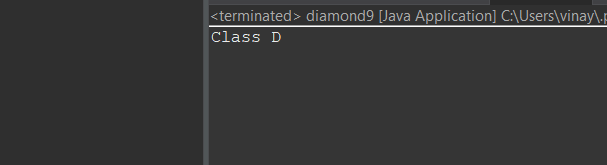 <terminated> diamond9 [Java Application] C:\Users\vinay\.p
Class D